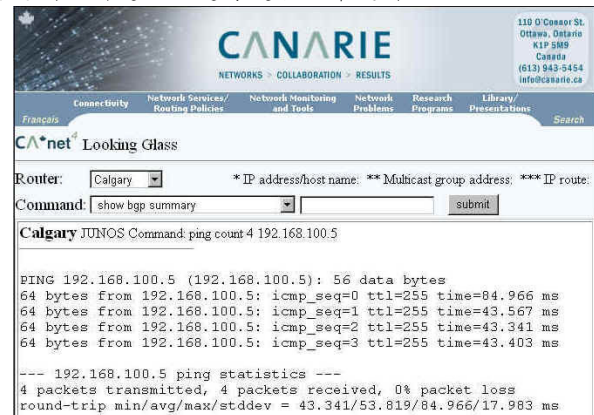 CANARIE
NETWORKS > COLLABORATION > RESULTS
110 O'Connor St.
Ottawa, Ontario
K1P 5M9
Canada
(613) 943-5454
info@canarie.ca
Français
Connectivity
Network Services/
Routing Policies
Network Monitoring
and Tools
Network
Problems
Research
Programs
Library/
Presentations
Search
CA*net 4 Looking Glass
Router: Calgary * IP address/host name: ** Multicast group address: *** IP route:
Command: show bgp summary submit
Calgary JUNOS Command: ping count 4 192.168.100.5
PING 192.168.100.5 (192.168.100.5): 56 data bytes
64 bytes from 192.168.100.5: icmp_seq=0 ttl=255 time=84.966 ms
64 bytes from 192.168.100.5: icmp_seq=1 ttl=255 time=43.567 ms
64 bytes from 192.168.100.5: icmp_seq=2 ttl=255 time=43.341 ms
64 bytes from 192.168.100.5: icmp_seq=3 ttl=255 time=43.403 ms
--- 192.168.100.5 ping statistics ---
4 packets transmitted, 4 packets received, 0% packet loss
round-trip min/avg/max/stddev = 43.341/53.819/84.966/17.983 ms